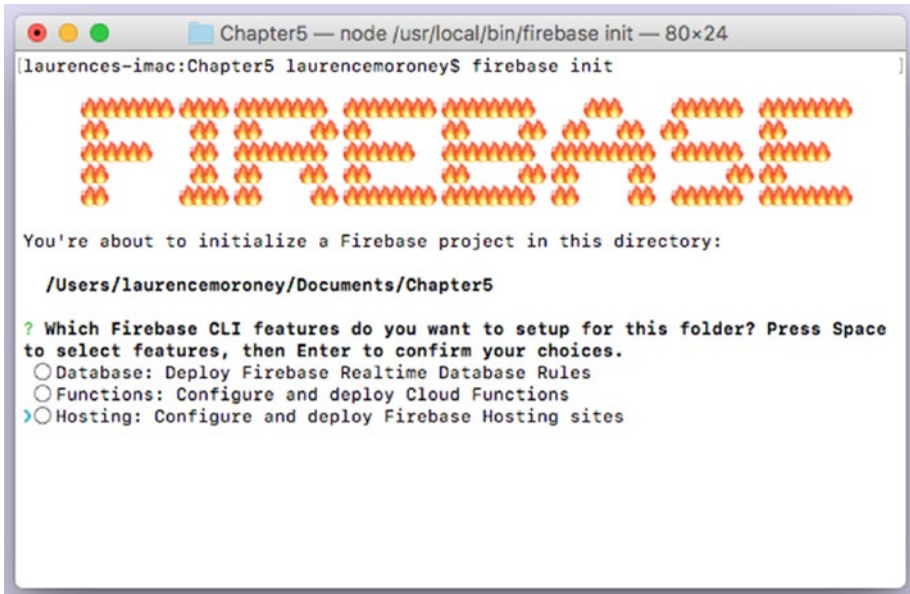 Chapter5 — node /usr/local/bin/firebase init — 80×24
[laurences-imac:Chapter5 laurencemoroney$ firebase init ]
FIREBASE
You're about to initialize a Firebase project in this directory:
/Users/laurencemoroney/Documents/Chapter5
? Which Firebase CLI features do you want to setup for this folder? Press Space
to select features, then Enter to confirm your choices.
◯ Database: Deploy Firebase Realtime Database Rules
◯ Functions: Configure and deploy Cloud Functions
❯◯ Hosting: Configure and deploy Firebase Hosting sites